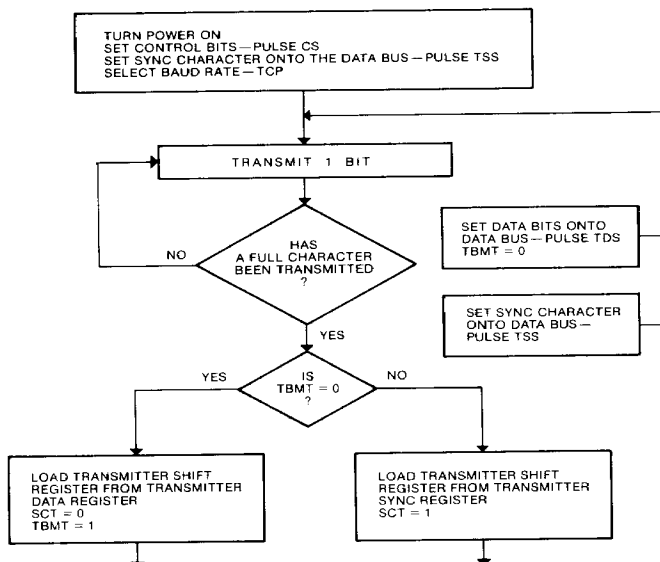 TURN POWER ON
SET CONTROL BITS—PULSE CS
SET SYNC CHARACTER ONTO THE DATA BUS—PULSE TSS
SELECT BAUD RATE—TCP
TRANSMIT 1 BIT
HAS
A FULL CHARACTER
BEEN TRANSMITTED
?
NO
SET DATA BITS ONTO
DATA BUS—PULSE TDS
TBMT = 0
SET SYNC CHARACTER
ONTO DATA BUS—
PULSE TSS
YES
IS
TBMT = 0
?
YES
NO
LOAD TRANSMITTER SHIFT
REGISTER FROM TRANSMITTER
DATA REGISTER
SCT = 0
TBMT = 1
LOAD TRANSMITTER SHIFT
REGISTER FROM TRANSMITTER
SYNC REGISTER
SCT = 1